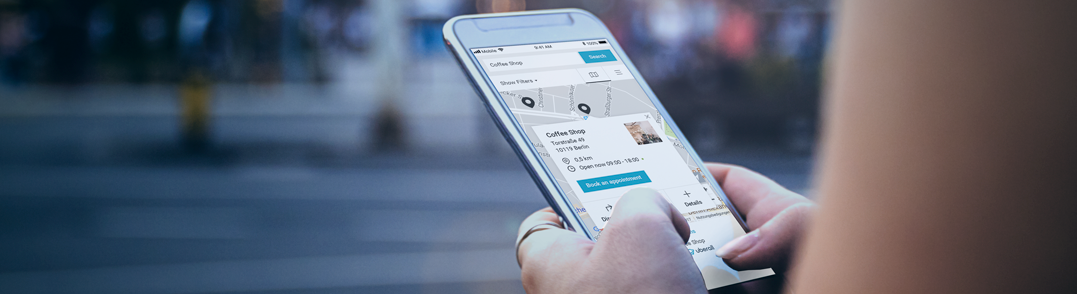 Mobile 9:41 AM 100%
Coffee Shop Search
Show Filters
Coffee Shop
Torstraße 49
10119 Berlin
0,5 km
Open now 09:00 - 18:00
Book an appointment
Details
Shop
uberall